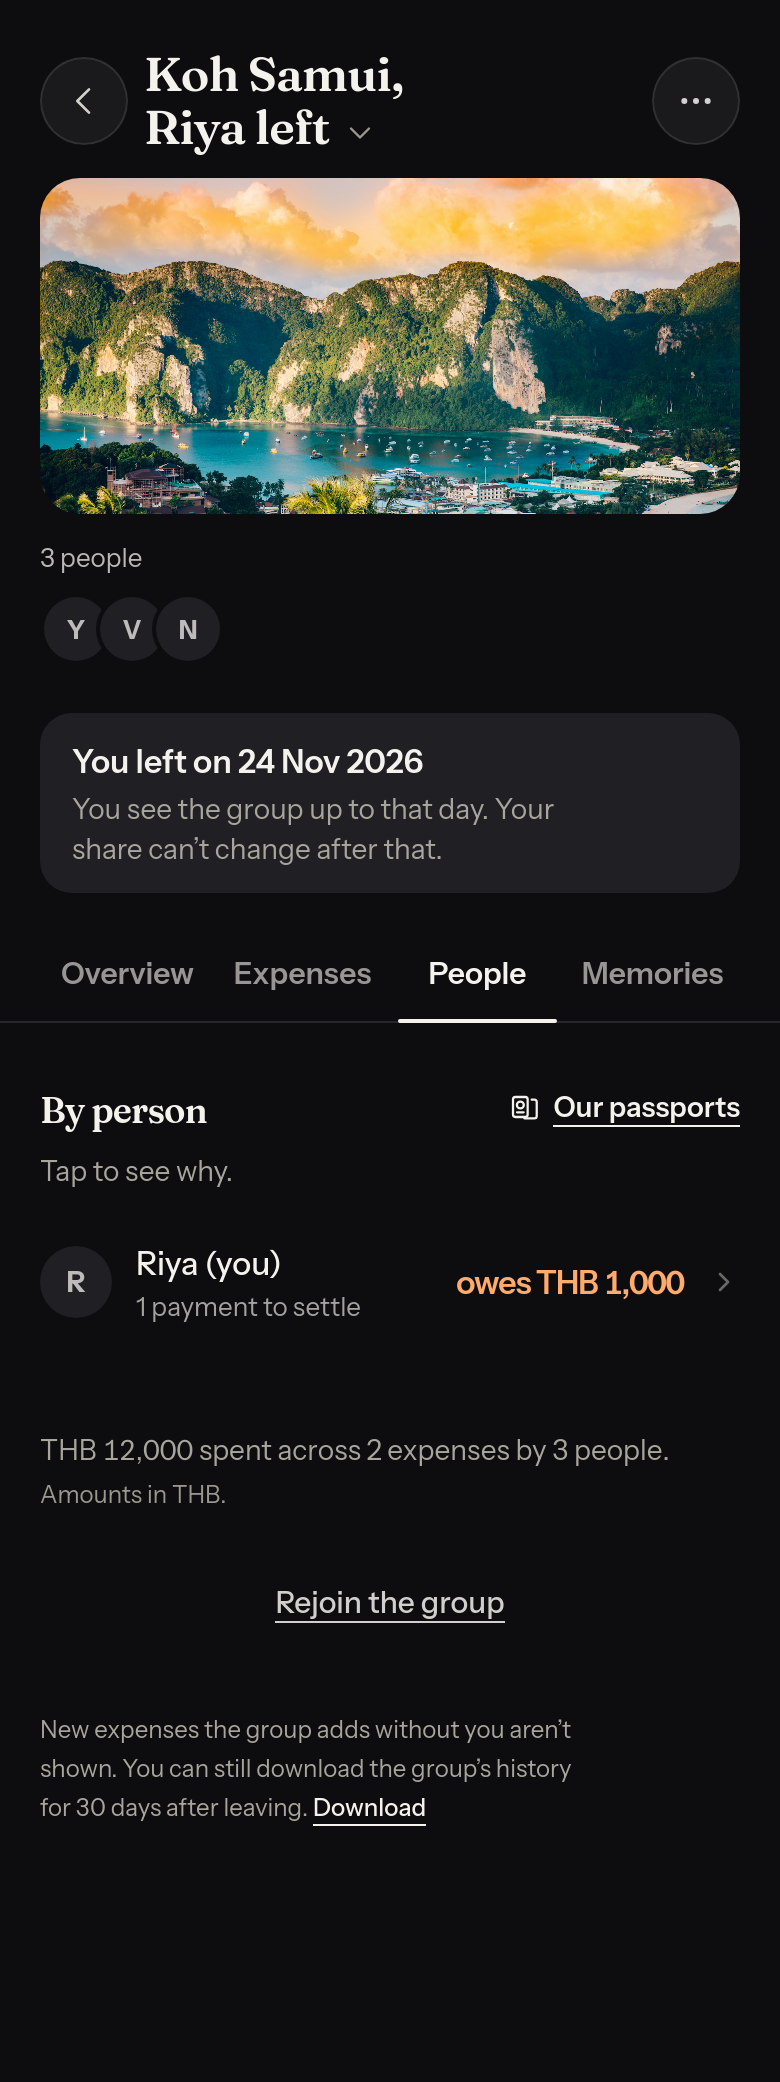 Koh Samui,
Riya left
3 people
Y V N
You left on 24 Nov 2026
You see the group up to that day. Your
share can’t change after that.
Overview Expenses People Memories
By person
Our passports
Tap to see why.
R
Riya (you)
1 payment to settle
owes THB 1,000
THB 12,000 spent across 2 expenses by 3 people.
Amounts in THB.
Rejoin the group
New expenses the group adds without you aren’t
shown. You can still download the group’s history
for 30 days after leaving. Download